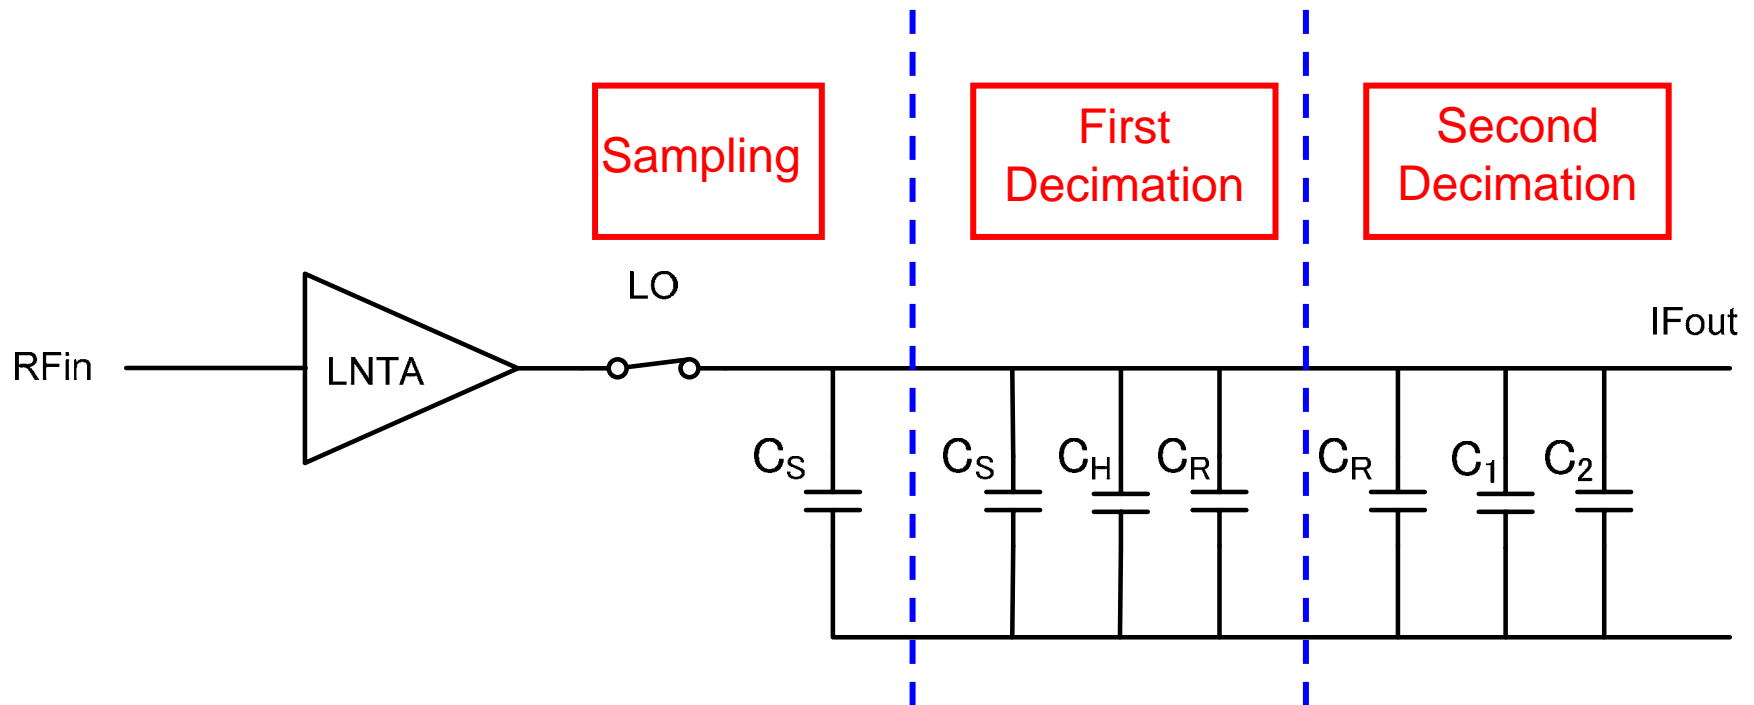 Sampling
First
Decimation
Second
Decimation
LO
IFout
RFin
LNTA
CS
CS
CH
CR
CR
C1
C2